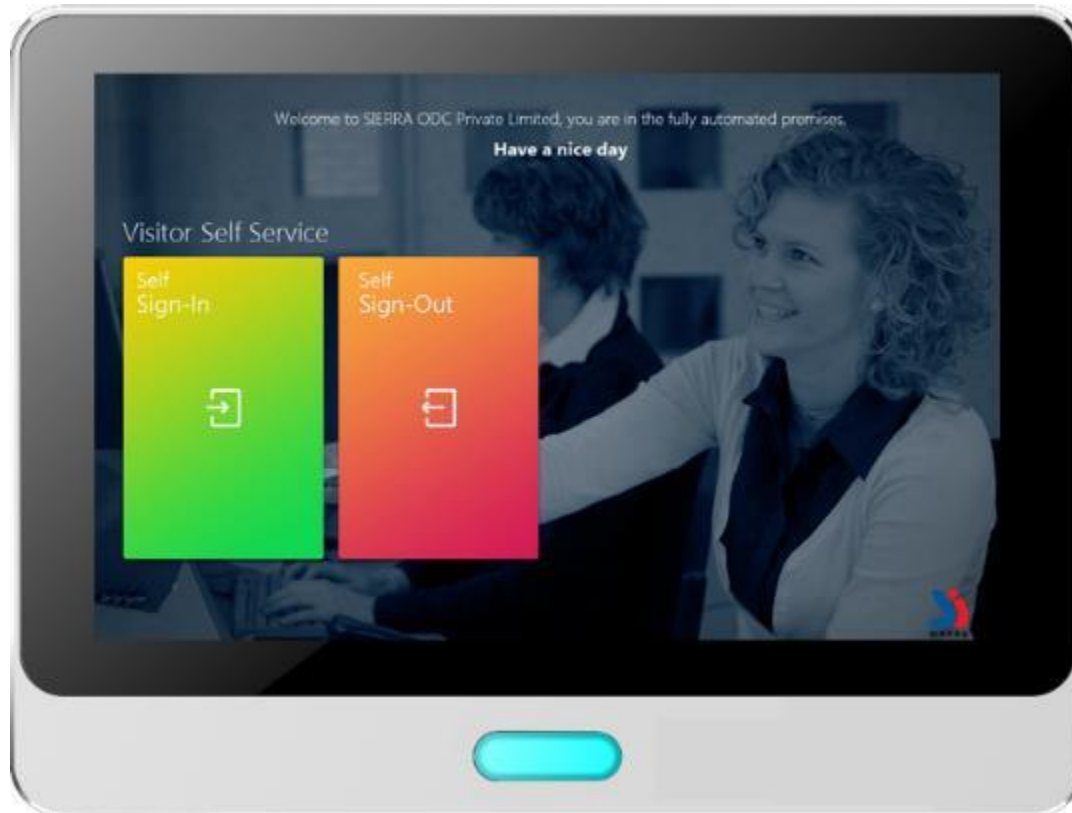 Welcome to SIERRA ODC Private Limited, you are in the fully automated premises.
Have a nice day
Visitor Self Service
Self
Sign-In
Self
Sign-Out
SIERRA